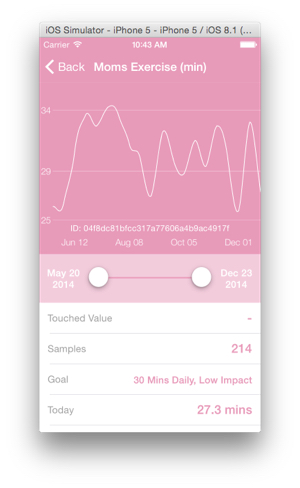 iOS Simulator - iPhone 5 - iPhone 5 / iOS 8.1 (...
Carrier 10:43 AM
Back Moms Exercise (min)
34
29
25
ID: 04f8dc81bfcc317a77606a4b9ac4917f
Jun 12 Aug 08 Oct 05 Dec 01
May 20
2014
Dec 23
2014
Touched Value -
Samples 214
Goal 30 Mins Daily, Low Impact
Today 27.3 mins